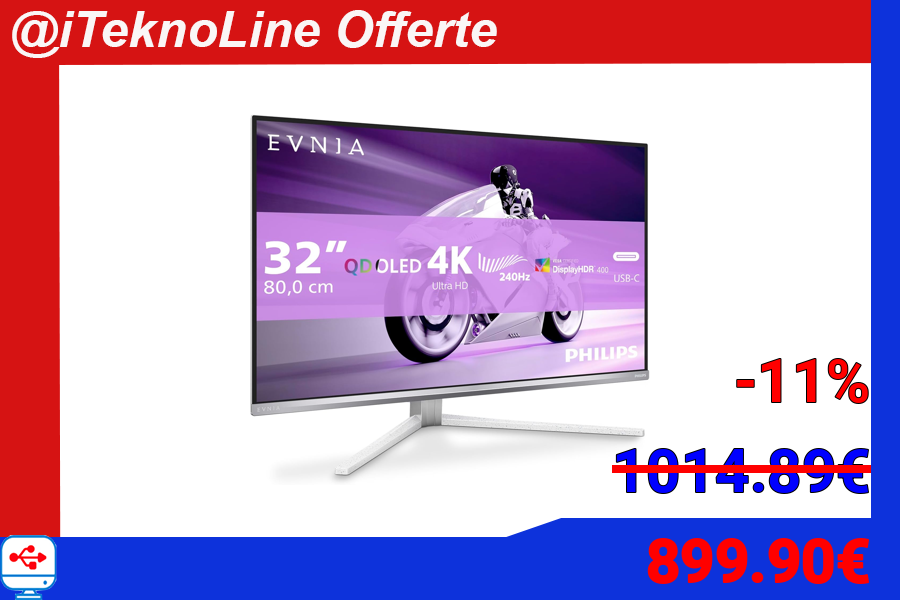 @iTeknoLine Offerte
EVNIA
32” QD OLED 4K 240Hz DisplayHDR 400
80,0 cm Ultra HD USB-C
PHILIPS
EVNIA
-11%
1014.89€
899.90€